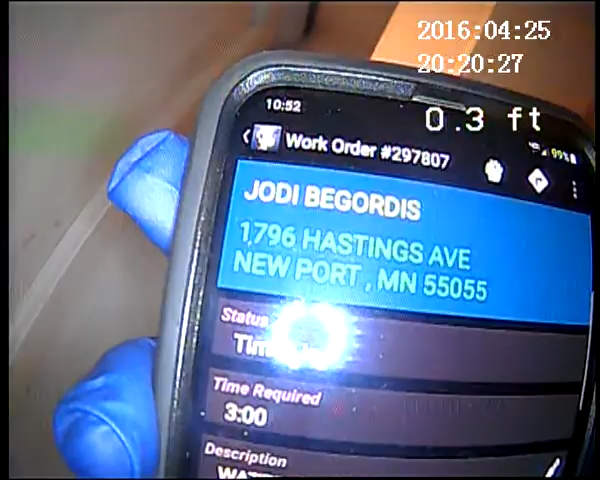 2016:04:25
20:20:27
10:52
0.3 ft
99%
Work Order #297807
JODI BEGORDIS
1796 HASTINGS AVE
NEW PORT , MN 55055
Status
Time Required
3:00
Description